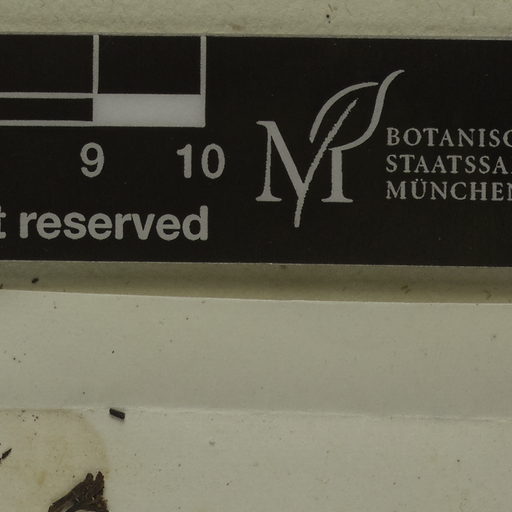 9 10
t reserved
M
BOTANISC
STAATSSA
MÜNCHEN